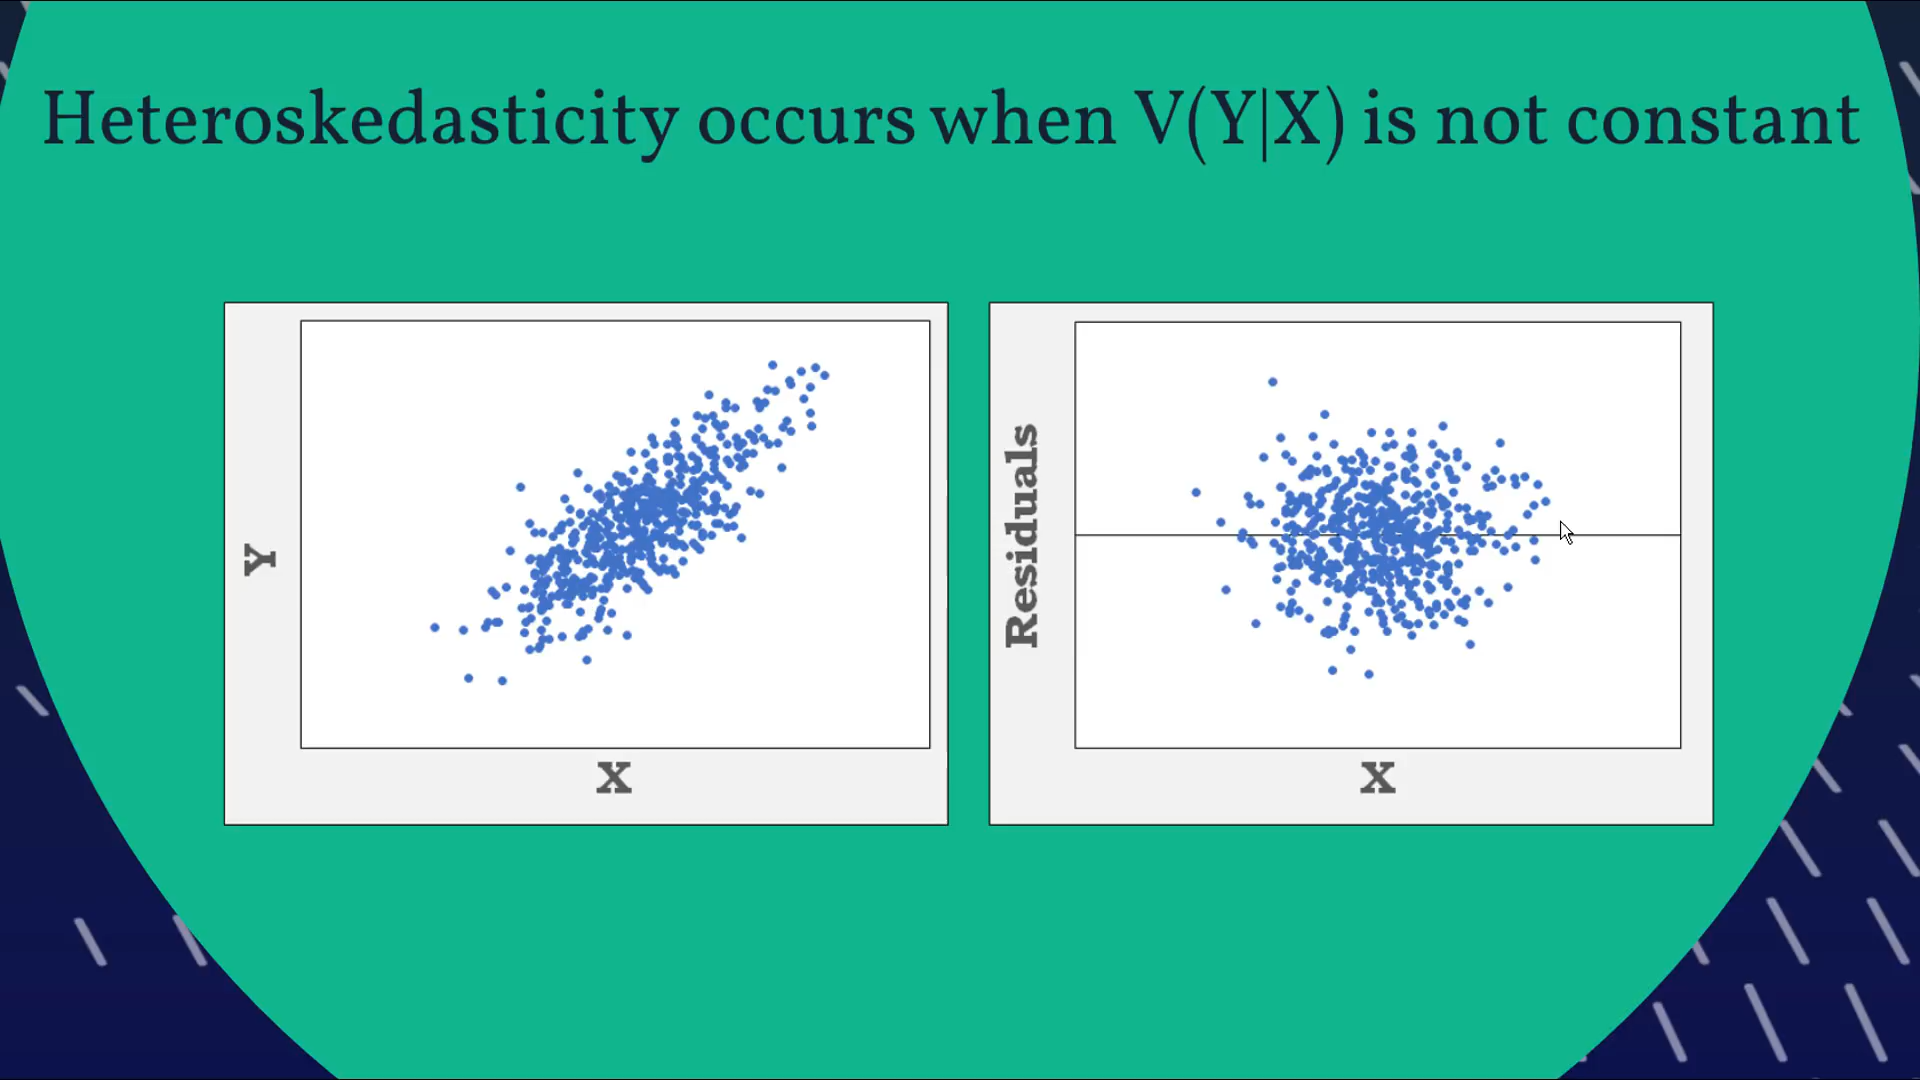 Heteroskedasticity occurs when V(Y|X) is not constant
Y
X
Residuals
X